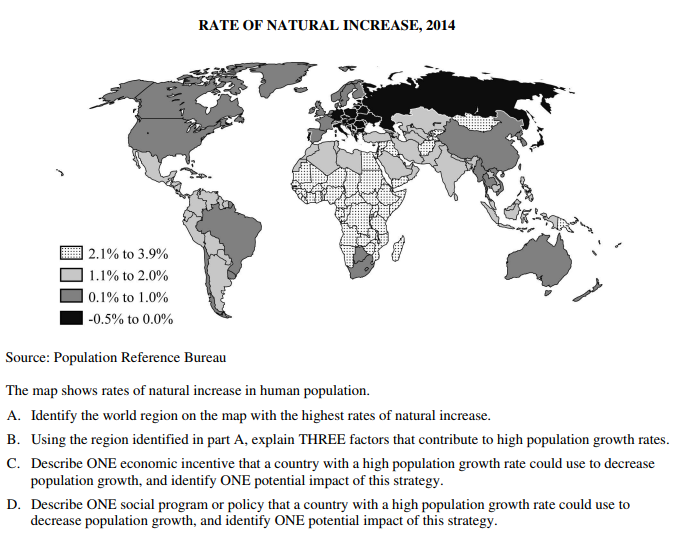 RATE OF NATURAL INCREASE, 2014
2.1% to 3.9%
1.1% to 2.0%
0.1% to 1.0%
-0.5% to 0.0%
Source: Population Reference Bureau
The map shows rates of natural increase in human population.
A. Identify the world region on the map with the highest rates of natural increase.
B. Using the region identified in part A, explain THREE factors that contribute to high population growth rates.
C. Describe ONE economic incentive that a country with a high population growth rate could use to decrease
population growth, and identify ONE potential impact of this strategy.
D. Describe ONE social program or policy that a country with a high population growth rate could use to
decrease population growth, and identify ONE potential impact of this strategy.